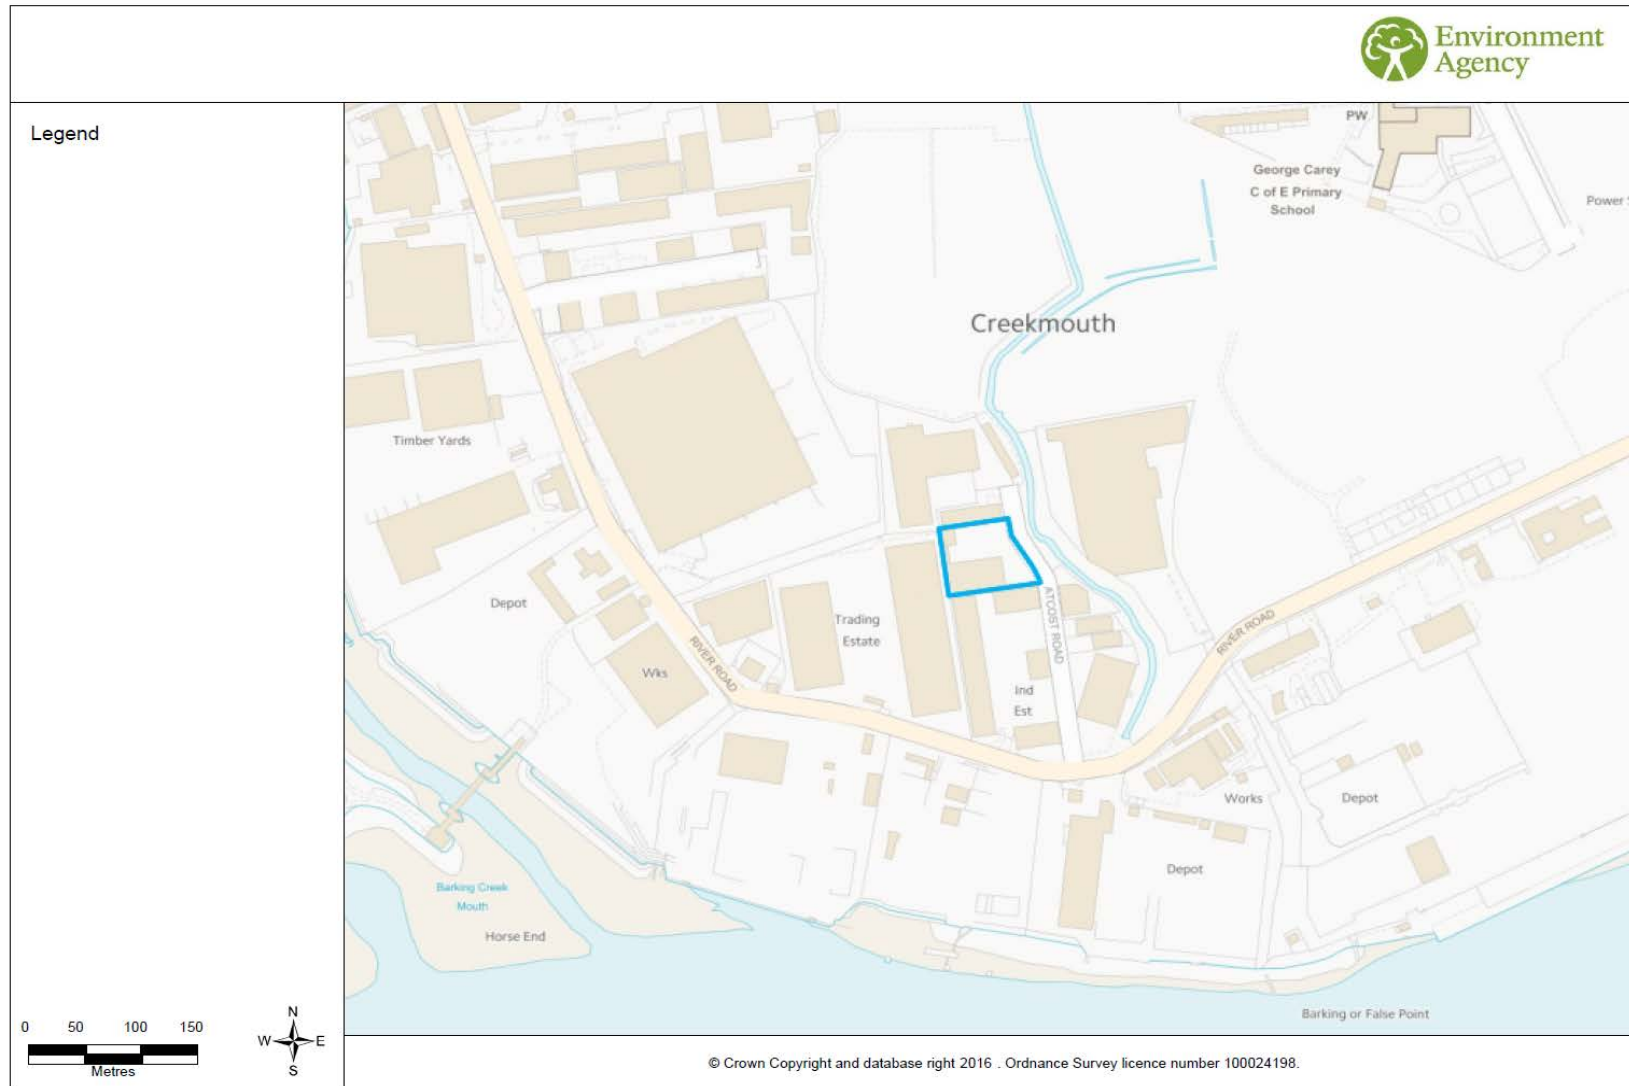 Environment
Agency
Legend
PW
George Carey
C of E Primary
School
Power
Creekmouth
Timber Yards
Depot
Trading
Estate
ATCOST ROAD
RIVER ROAD
RIVER ROAD
Wks
Ind
Est
Works
Depot
Depot
Barking Creek
Mouth
Horse End
Barking or False Point
0 50 100 150
Metres
N
W E
S
© Crown Copyright and database right 2016 . Ordnance Survey licence number 100024198.